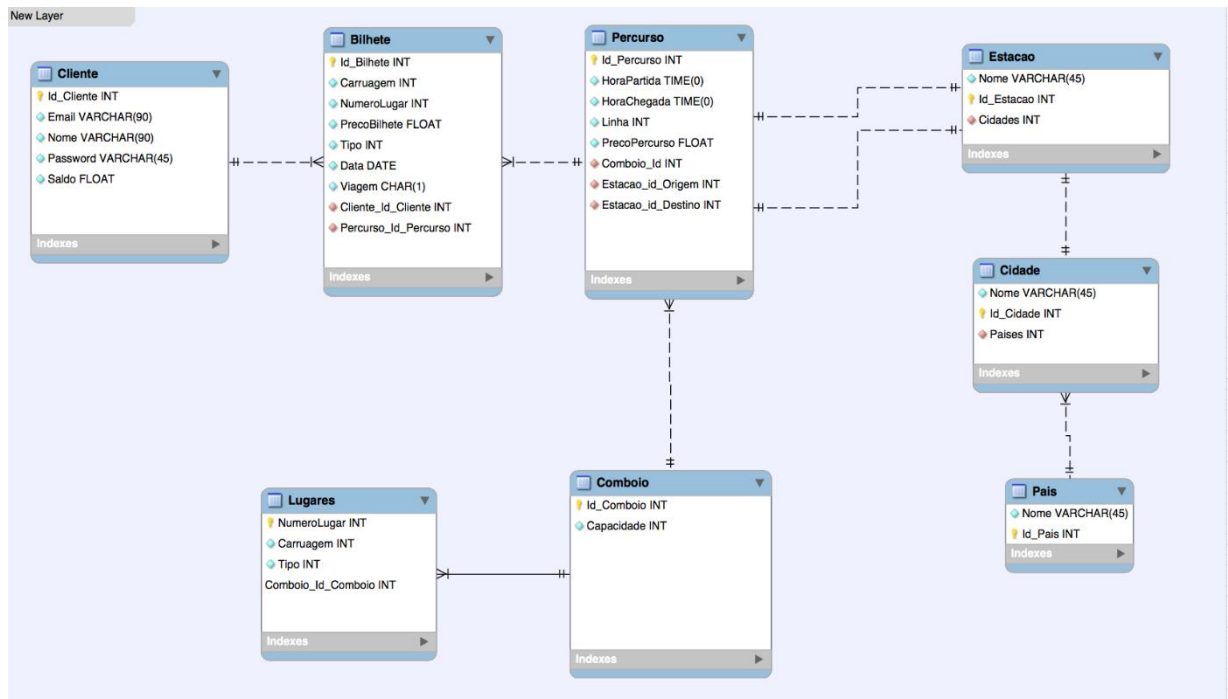 New Layer
Cliente
Id_Cliente INT
Email VARCHAR(90)
Nome VARCHAR(90)
Password VARCHAR(45)
Saldo FLOAT
Indexes
Bilhete
Id_Bilhete INT
Carruagem INT
NumeroLugar INT
PrecoBilhete FLOAT
Tipo INT
Data DATE
Viagem CHAR(1)
Cliente_Id_Cliente INT
Percurso_Id_Percurso INT
Indexes
Percurso
Id_Percurso INT
HoraPartida TIME(0)
HoraChegada TIME(0)
Linha INT
PrecoPercurso FLOAT
Comboio_Id INT
Estacao_id_Origem INT
Estacao_id_Destino INT
Indexes
Estacao
Nome VARCHAR(45)
Id_Estacao INT
Cidades INT
Indexes
Cidade
Nome VARCHAR(45)
Id_Cidade INT
Paises INT
Indexes
Lugares
NumeroLugar INT
Carruagem INT
Tipo INT
Comboio_Id_Comboio INT
Indexes
Comboio
Id_Comboio INT
Capacidade INT
Indexes
Pais
Nome VARCHAR(45)
Id_Pais INT
Indexes